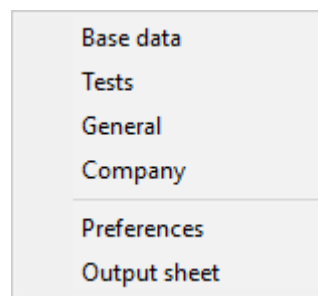 Base data
Tests
General
Company
Preferences
Output sheet